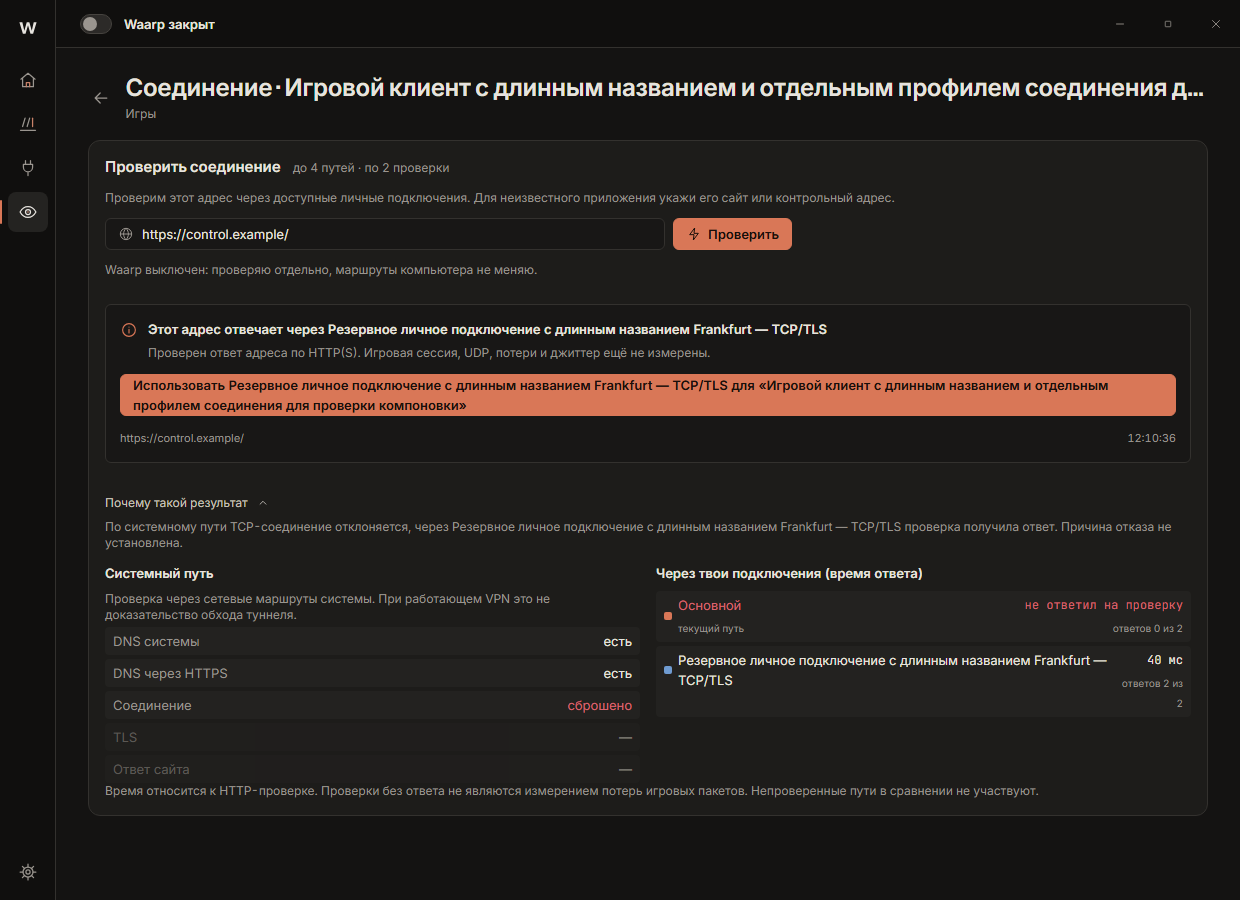 W
Waarp закрыт
Соединение · Игровой клиент с длинным названием и отдельным профилем соединения д...
Игры
Проверить соединение до 4 путей · по 2 проверки
Проверим этот адрес через доступные личные подключения. Для неизвестного приложения укажи его сайт или контрольный адрес.
https://control.example/
Проверить
Waarp выключен: проверяю отдельно, маршруты компьютера не меняю.
Этот адрес отвечает через Резервное личное подключение с длинным названием Frankfurt — TCP/TLS
Проверен ответ адреса по HTTP(S). Игровая сессия, UDP, потери и джиттер ещё не измерены.
Использовать Резервное личное подключение с длинным названием Frankfurt — TCP/TLS для «Игровой клиент с длинным названием и отдельным
профилем соединения для проверки компоновки»
https://control.example/
12:10:36
Почему такой результат
По системному пути TCP-соединение отклоняется, через Резервное личное подключение с длинным названием Frankfurt — TCP/TLS проверка получила ответ. Причина отказа не
установлена.
Системный путь
Проверка через сетевые маршруты системы. При работающем VPN это не
доказательство обхода туннеля.
DNS системы есть
DNS через HTTPS есть
Соединение сброшено
TLS —
Ответ сайта —
Через твои подключения (время ответа)
Основной не ответил на проверку
текущий путь ответов 0 из 2
Резервное личное подключение с длинным названием Frankfurt — 40 мс
TCP/TLS ответов 2 из
2
Время относится к HTTP-проверке. Проверки без ответа не являются измерением потерь игровых пакетов. Непроверенные пути в сравнении не участвуют.